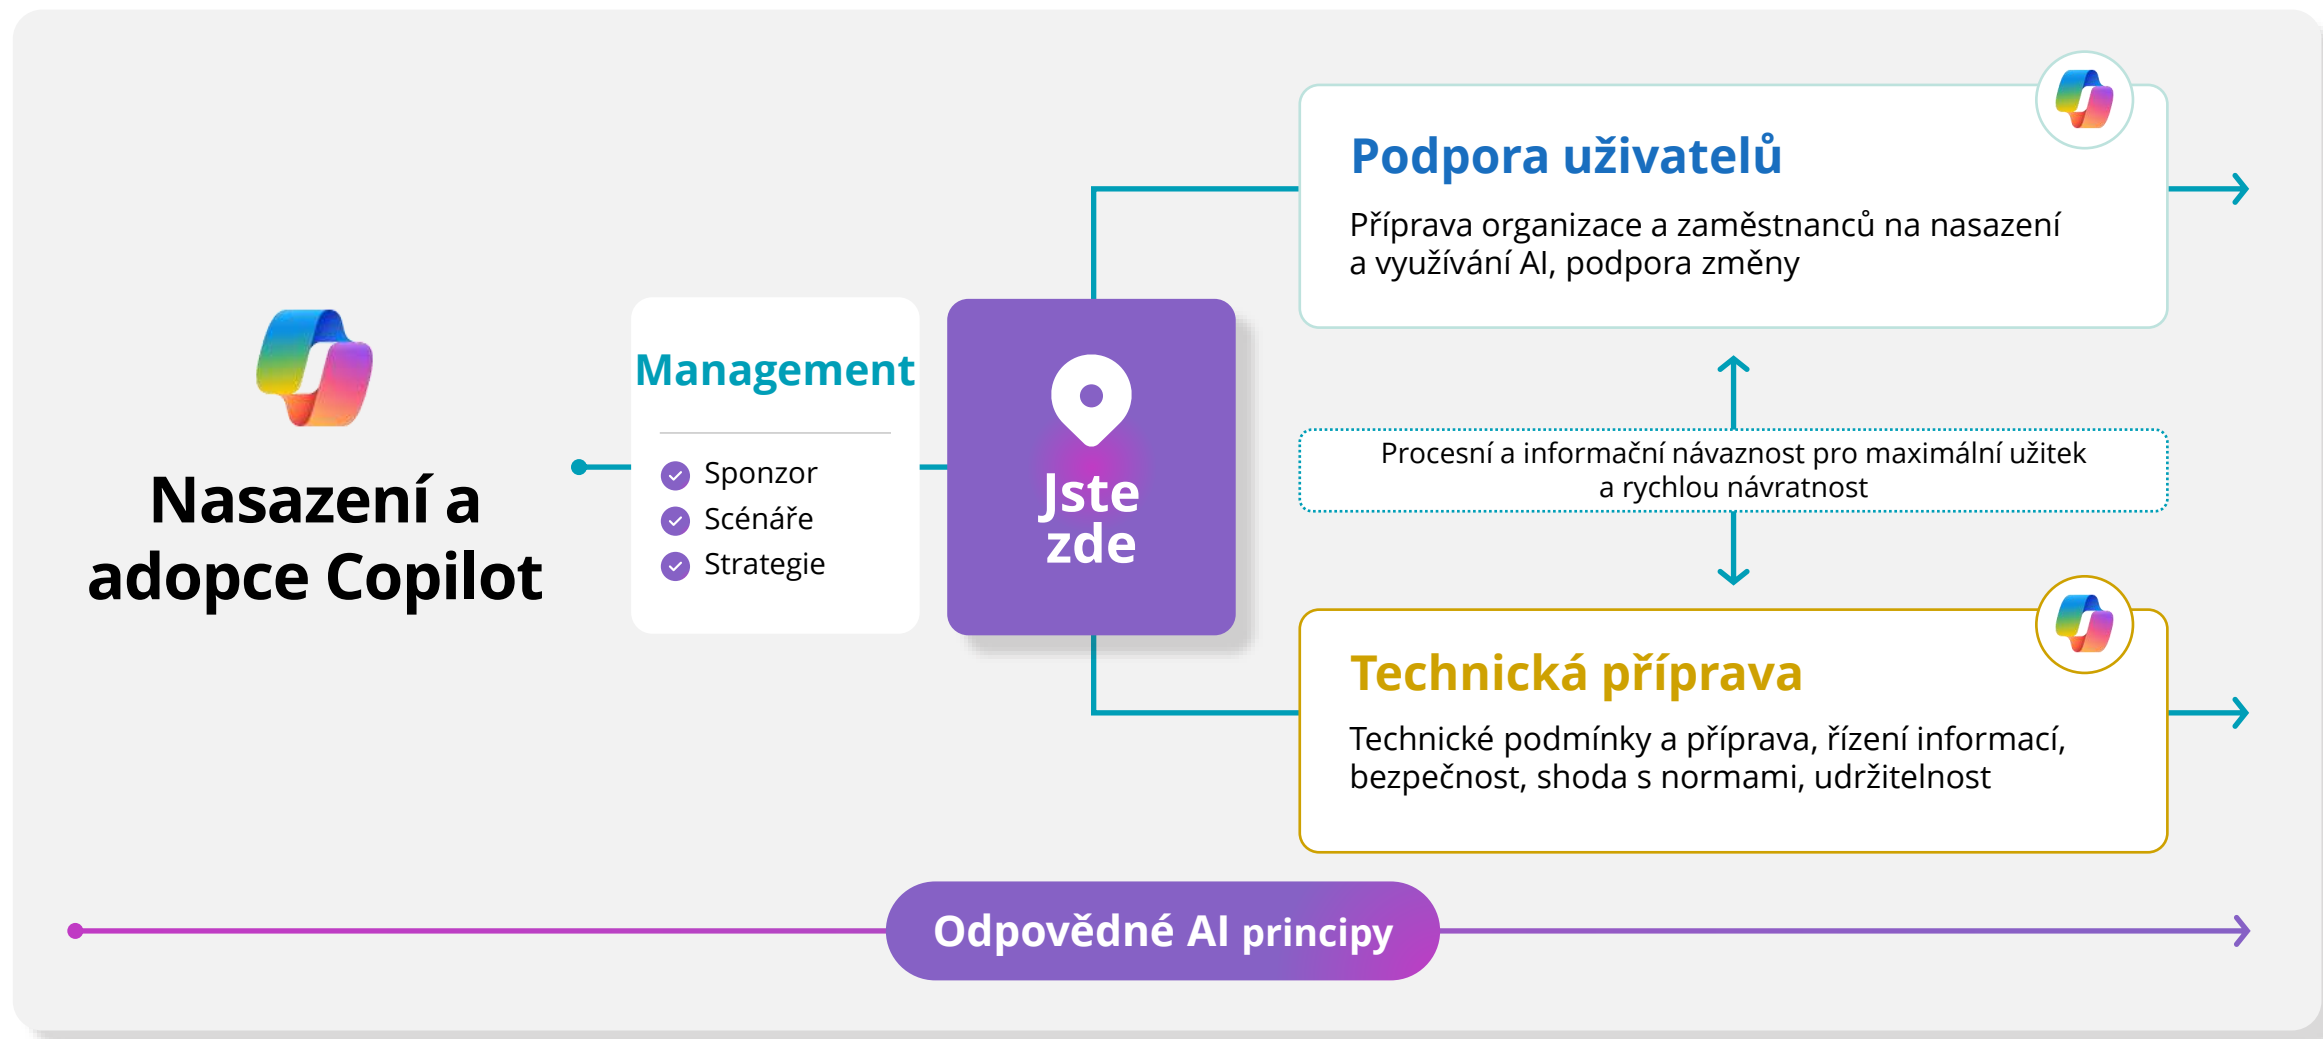 Nasazení a
adopce Copilot
Management
Sponzor
Scénáře
Strategie
Jste
zde
Podpora uživatelů
Příprava organizace a zaměstnanců na nasazení
a využívání AI, podpora změny
Procesní a informační návaznost pro maximální užitek
a rychlou návratnost
Technická příprava
Technické podmínky a příprava, řízení informací,
bezpečnost, shoda s normami, udržitelnost
Odpovědné AI principy